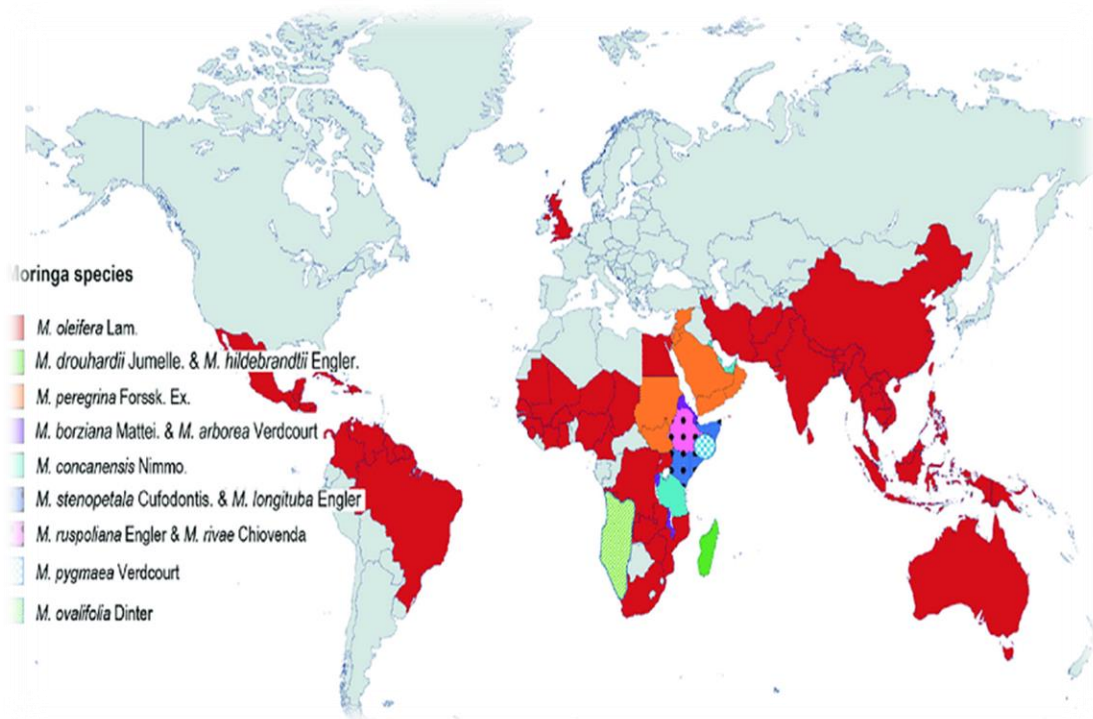 Moringa species
M. oleifera Lam.
M. drouhardii Jumelle. & M. hildebrandtii Engler.
M. peregrina Forssk. Ex.
M. borziana Mattei. & M. arborea Verdcourt
M. concanensis Nimmo.
M. stenopetala Cufodontis. & M. longituba Engler
M. ruspoliana Engler & M. rivae Chiovenda
M. pygmaea Verdcourt
M. ovalifolia Dinter